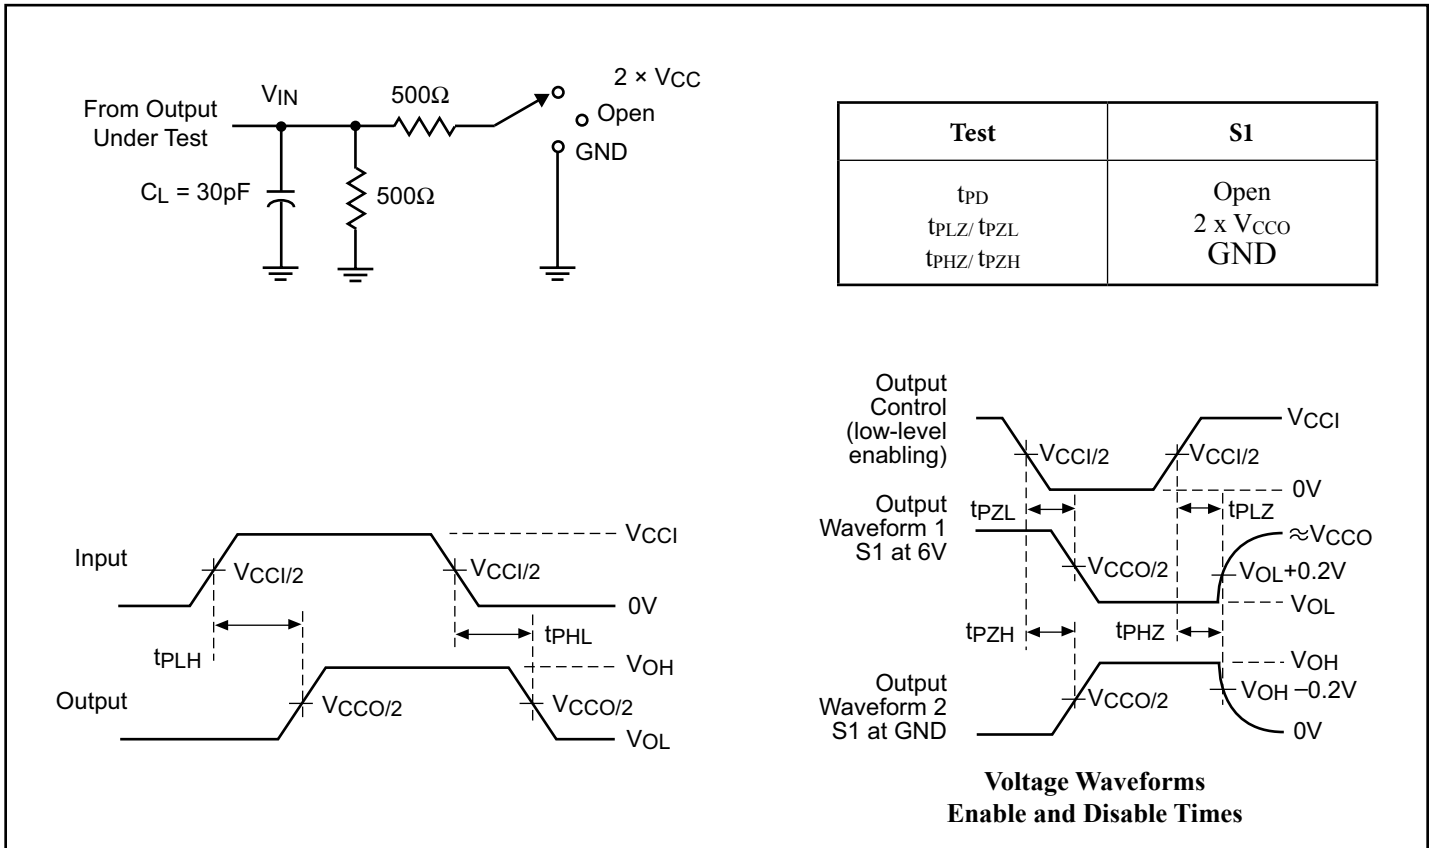 2 × VCC
VIN
500Ω
From Output
Under Test
Open
GND
CL = 30pF
500Ω
Test S1
tPD Open
tPLZ/ tPZL 2 x VCCO
tPHZ/ tPZH GND
Output
Control
(low-level
enabling)
VCCI
VCCI/2 VCCI/2
0V
tPZL tPLZ
Output
Waveform 1
S1 at 6V
≈VCCO
VCCO/2
VOL+0.2V
VOL
tPZH tPHZ
Output
Waveform 2
S1 at GND
VOH
VCCO/2
VOH –0.2V
0V
Voltage Waveforms
Enable and Disable Times
Input
VCCI
VCCI/2 VCCI/2
0V
tPLH tPHL
Output
VOH
VCCO/2 VCCO/2
VOL